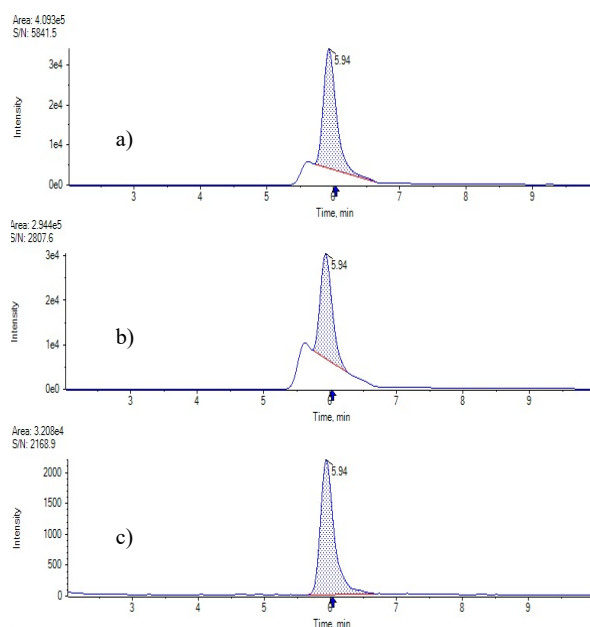 Area: 4.093e5
S/N: 5841.5
5.94
3e4
2e4
Intensity
a)
1e4
0e0
3 4 5 6 7 8 9
Time, min
Area: 2.944e5
S/N: 2807.6
3e4
5.94
2e4
Intensity
b)
1e4
0e0
3 4 5 6 7 8 9
Time, min
Area: 3.208e4
S/N: 2168.9
2000
5.94
1500
Intensity
1000
c)
500
0
3 4 5 6 7 8 9
Time, min